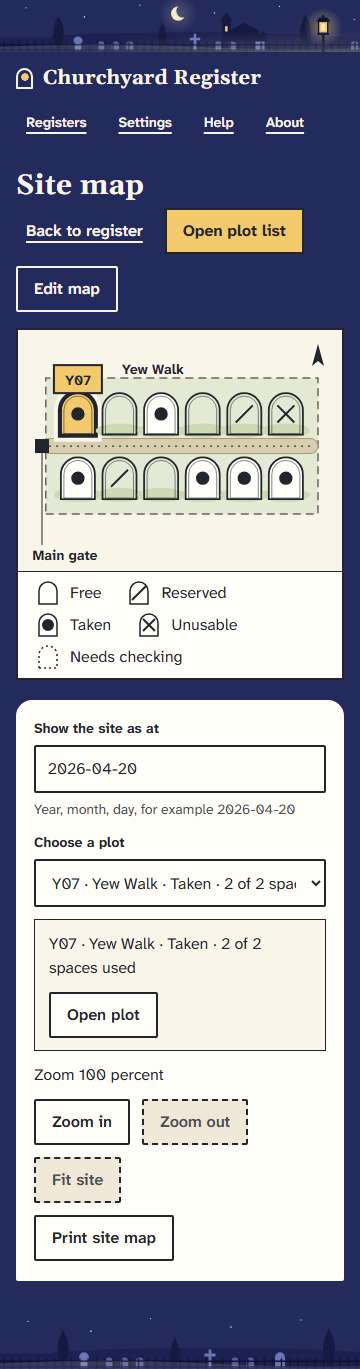 Churchyard Register
Registers Settings Help About
Site map
Back to register Open plot list
Edit map
Yew Walk
Y07
Main gate
Free Reserved
Taken Unusable
Needs checking
Show the site as at
2026-04-20
Year, month, day, for example 2026-04-20
Choose a plot
Y07 · Yew Walk · Taken · 2 of 2 spac
Y07 · Yew Walk · Taken · 2 of 2
spaces used
Open plot
Zoom 100 percent
Zoom in Zoom out
Fit site
Print site map